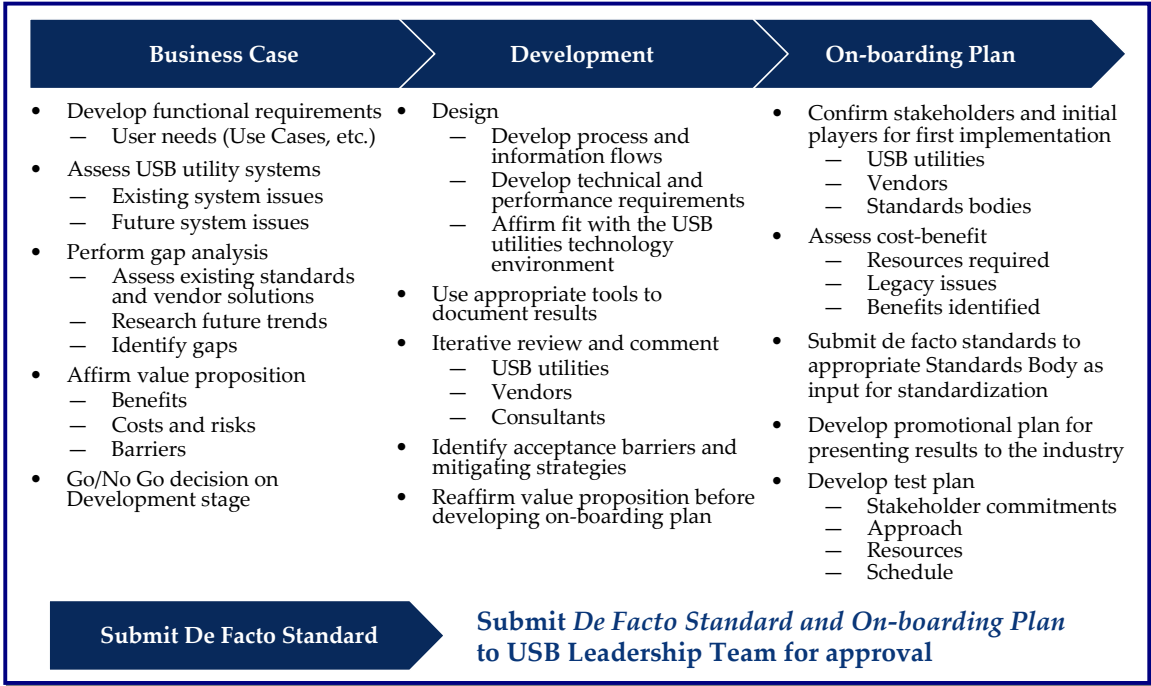 Business Case
Development
On-boarding Plan
• Develop functional requirements
— User needs (Use Cases, etc.)
• Assess USB utility systems
— Existing system issues
— Future system issues
• Perform gap analysis
— Assess existing standards
and vendor solutions
— Research future trends
— Identify gaps
• Affirm value proposition
— Benefits
— Costs and risks
— Barriers
• Go/No Go decision on
Development stage
• Design
— Develop process and
information flows
— Develop technical and
performance requirements
— Affirm fit with the USB
utilities technology
environment
• Use appropriate tools to
document results
• Iterative review and comment
— USB utilities
— Vendors
— Consultants
• Identify acceptance barriers and
mitigating strategies
• Reaffirm value proposition before
developing on-boarding plan
• Confirm stakeholders and initial
players for first implementation
— USB utilities
— Vendors
— Standards bodies
• Assess cost-benefit
— Resources required
— Legacy issues
— Benefits identified
• Submit de facto standards to
appropriate Standards Body as
input for standardization
• Develop promotional plan for
presenting results to the industry
• Develop test plan
— Stakeholder commitments
— Approach
— Resources
— Schedule
Submit De Facto Standard
Submit De Facto Standard and On-boarding Plan
to USB Leadership Team for approval